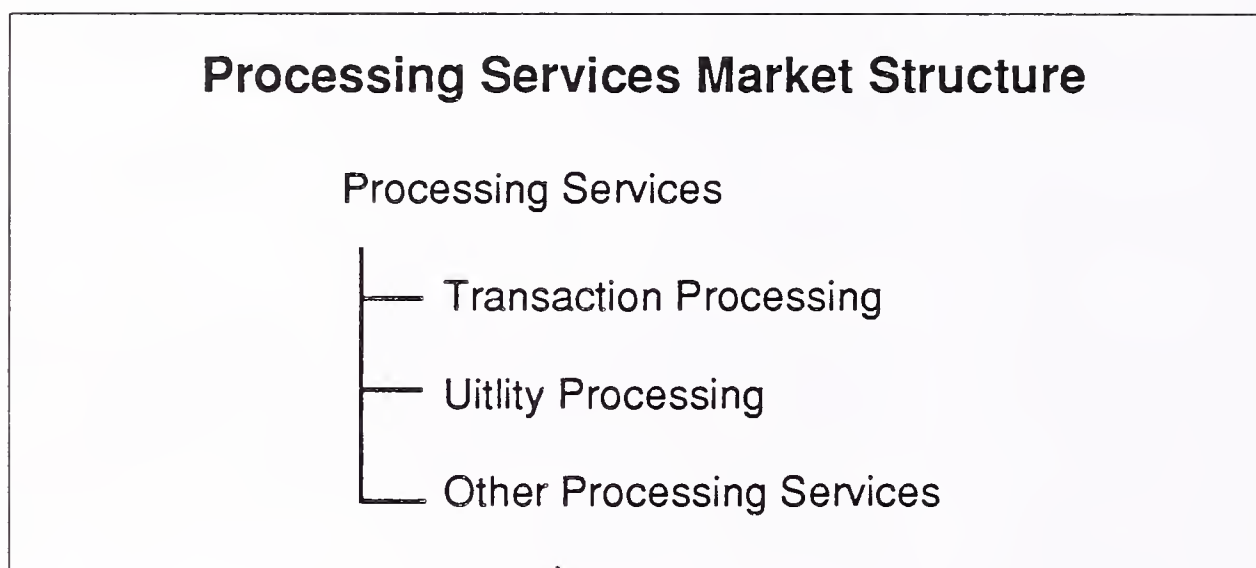 Processing Services Market Structure
Processing Services
Transaction Processing
Uitlity Processing
Other Processing Services